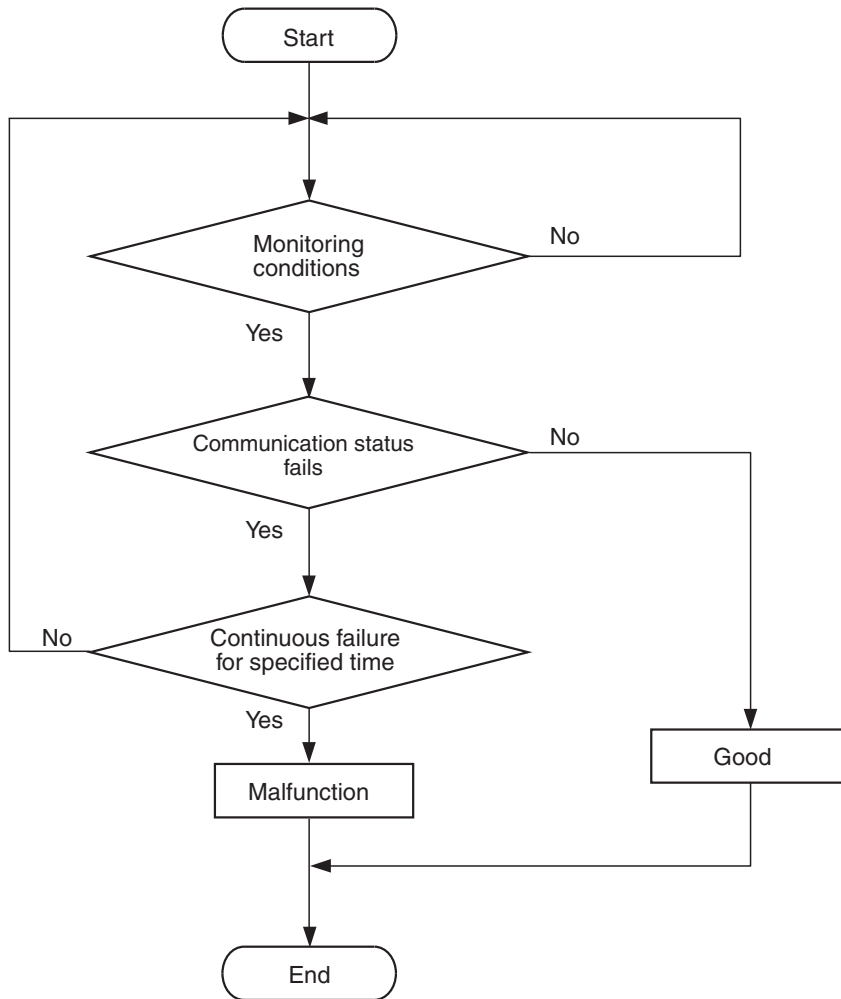 Start
Monitoring
conditions
No
Yes
Communication status
fails
No
Yes
Continuous failure
for specified time
No
Yes
Malfunction
Good
End